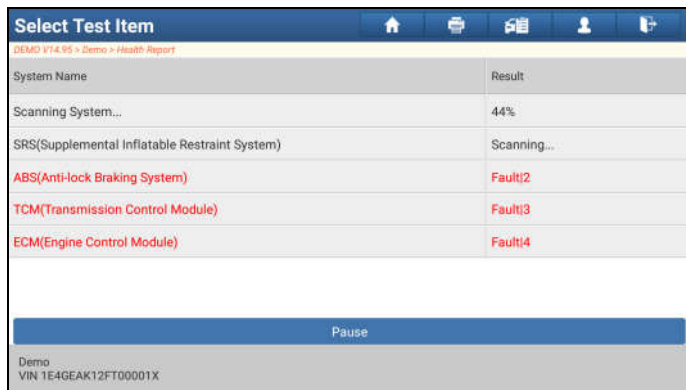 Select Test Item
DEMO V14.95 > Demo > Health Report
System Name Result
Scanning System... 44%
SRS(Supplemental Inflatable Restraint System) Scanning...
ABS(Anti-lock Braking System) Fault|2
TCM(Transmission Control Module) Fault|3
ECM(Engine Control Module) Fault|4
Pause
Demo
VIN 1E4GEAK12FT00001X